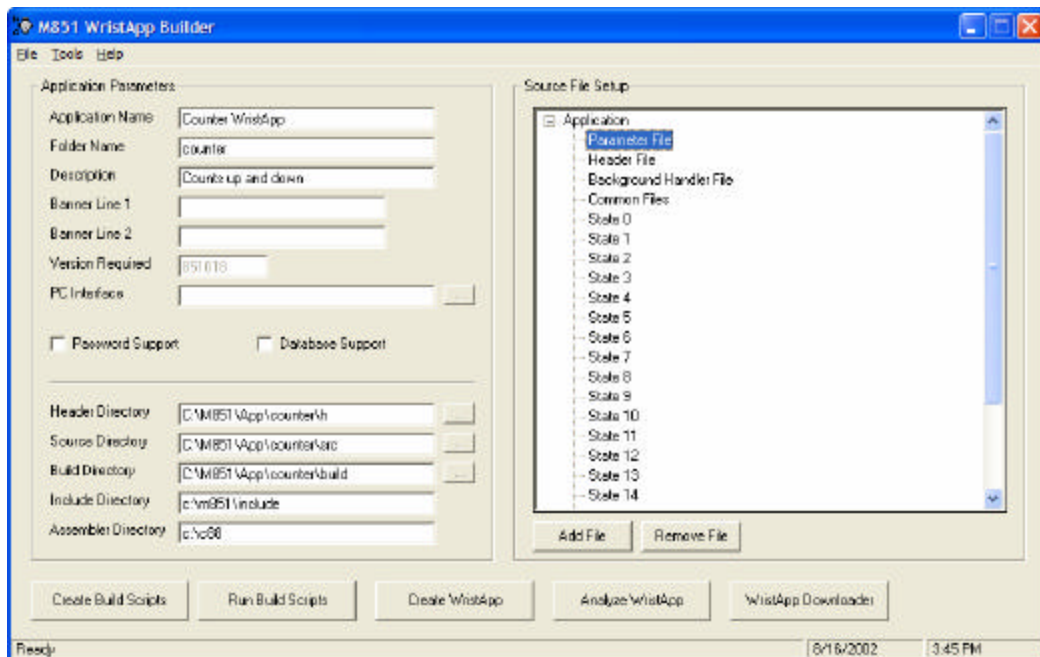 M851 WristApp Builder
File Tools Help
Application Parameters
Application Name Counter WristApp
Folder Name counter
Description Counts up and down
Banner Line 1
Banner Line 2
Version Required 851018
PC Interface ...
Password Support Database Support
Header Directory C:\M851\App\counter\h ...
Source Directory C:\M851\App\counter\src ...
Build Directory C:\M851\App\counter\build ...
Include Directory c:\m851\include
Assembler Directory c:\c88
Source File Setup
Application
Parameter File
Header File
Background Handler File
Common Files
State 0
State 1
State 2
State 3
State 4
State 5
State 6
State 7
State 8
State 9
State 10
State 11
State 12
State 13
State 14
Add File Remove File
Create Build Scripts Run Build Scripts Create WristApp Analyze WristApp WristApp Downloader
Ready 8/16/2002 3:45 PM